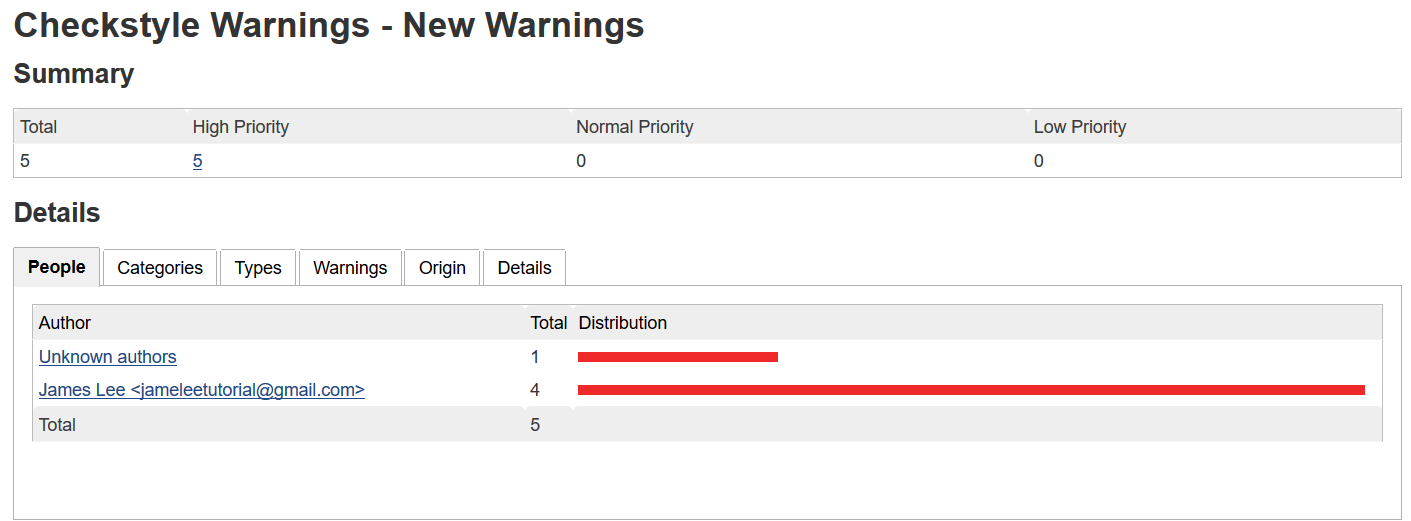 Checkstyle Warnings - New Warnings
Summary
Total High Priority Normal Priority Low Priority
5 5 0 0
Details
People Categories Types Warnings Origin Details
Author Total Distribution
Unknown authors 1
James Lee <jameleetutorial@gmail.com> 4
Total 5